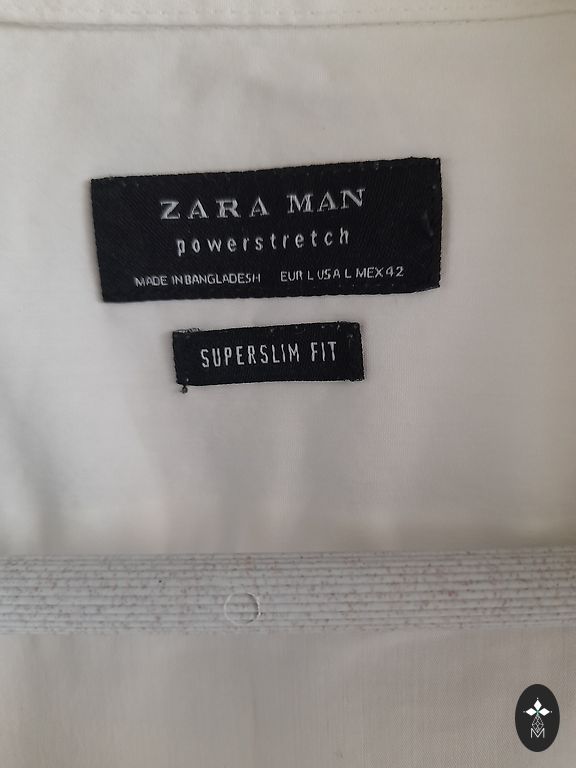 ZARA MAN
powerstretch
MADE IN BANGLADESH EUR L USA L MEX 42
SUPERSLIM FIT
M